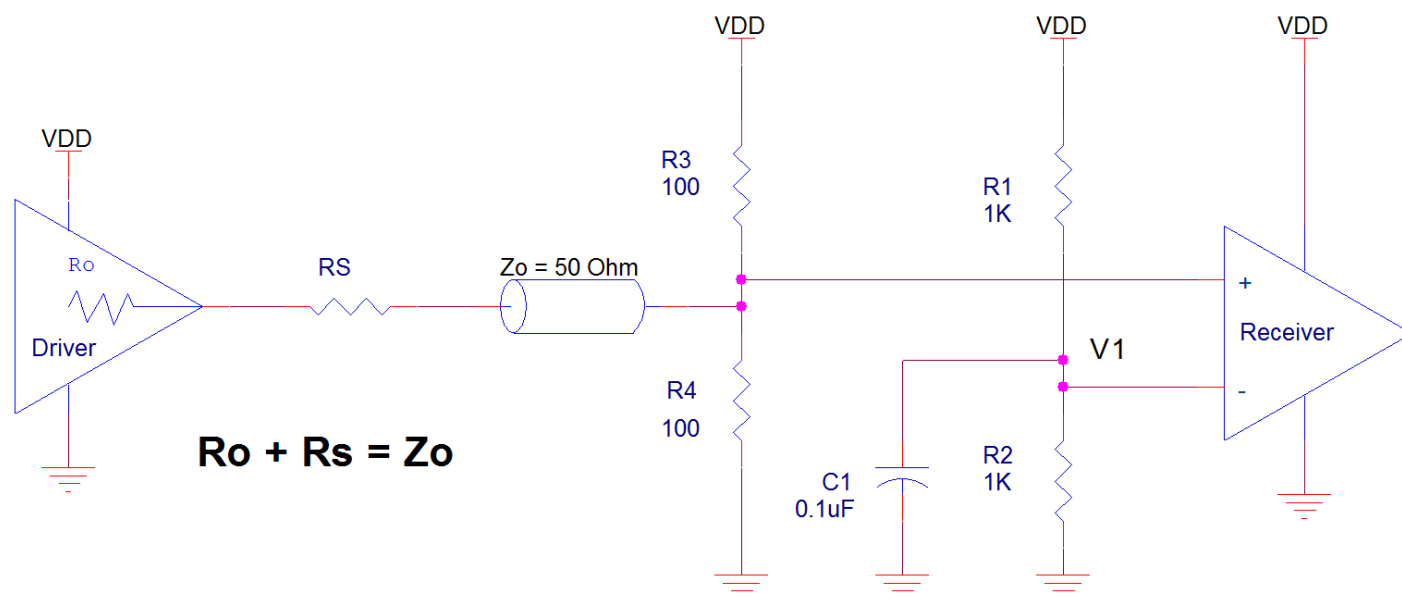 VDD
VDD
VDD
VDD
R3
100
R1
1K
Ro
RS
Zo = 50 Ohm
+
Driver
Receiver
V1
R4
100
-
Ro + Rs = Zo
R2
1K
C1
0.1uF